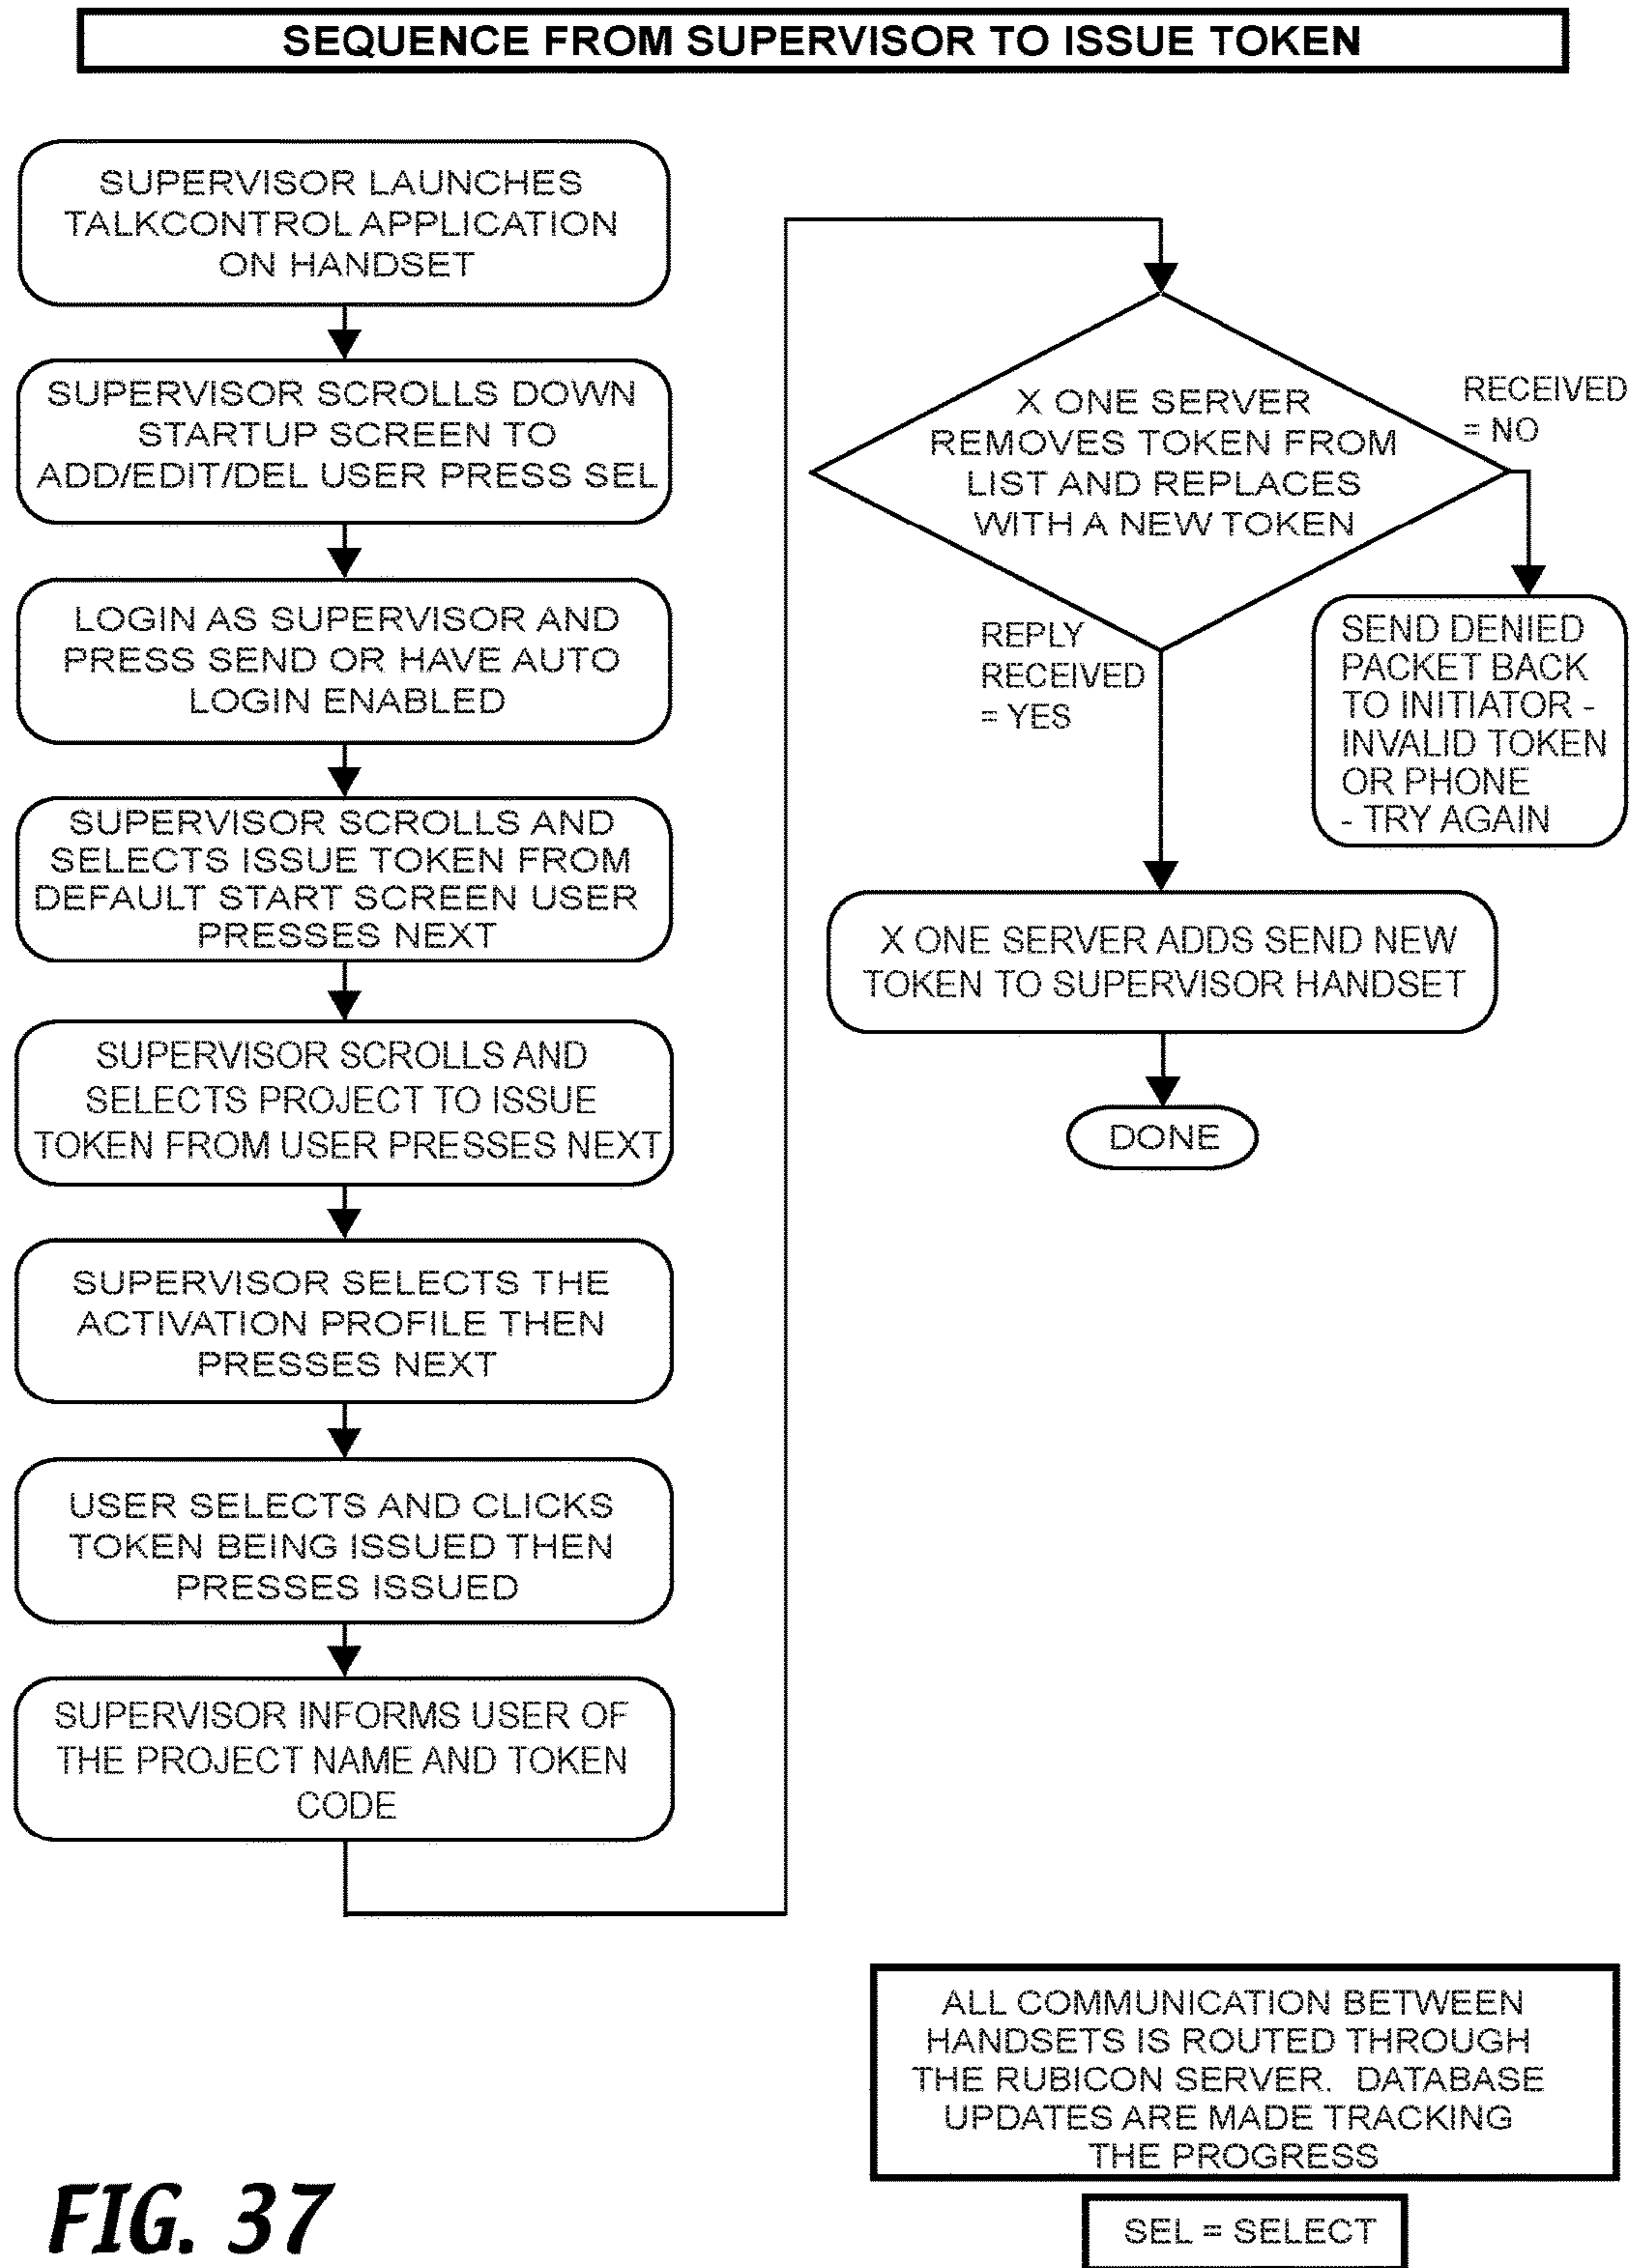 SEQUENCE FROM SUPERVISOR TO ISSUE TOKEN
SUPERVISOR LAUNCHES
TALKCONTROL APPLICATION
ON HANDSET
SUPERVISOR SCROLLS DOWN
STARTUP SCREEN TO
ADD/EDIT/DEL USER PRESS SEL
LOGIN AS SUPERVISOR AND
PRESS SEND OR HAVE AUTO
LOGIN ENABLED
SUPERVISOR SCROLLS AND
SELECTS ISSUE TOKEN FROM
DEFAULT START SCREEN USER
PRESSES NEXT
SUPERVISOR SCROLLS AND
SELECTS PROJECT TO ISSUE
TOKEN FROM USER PRESSES NEXT
SUPERVISOR SELECTS THE
ACTIVATION PROFILE THEN
PRESSES NEXT
USER SELECTS AND CLICKS
TOKEN BEING ISSUED THEN
PRESSES ISSUED
SUPERVISOR INFORMS USER OF
THE PROJECT NAME AND TOKEN
CODE
X ONE SERVER
REMOVES TOKEN FROM
LIST AND REPLACES
WITH A NEW TOKEN
RECEIVED
= NO
SEND DENIED
PACKET BACK
TO INITIATOR -
INVALID TOKEN
OR PHONE
- TRY AGAIN
REPLY
RECEIVED
= YES
X ONE SERVER ADDS SEND NEW
TOKEN TO SUPERVISOR HANDSET
DONE
ALL COMMUNICATION BETWEEN
HANDSETS IS ROUTED THROUGH
THE RUBICON SERVER. DATABASE
UPDATES ARE MADE TRACKING
THE PROGRESS
SEL = SELECT
FIG. 37